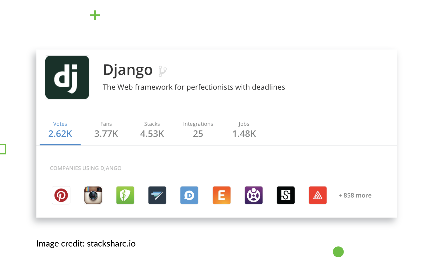 dj
Django
The Web framework for perfectionists with deadlines
Votes Fans Stacks Integrations Jobs
2.62K 3.77K 4.53K 25 1.48K
COMPANIES USING DJANGO
E S + 858 more
Image credit: stackshare.io